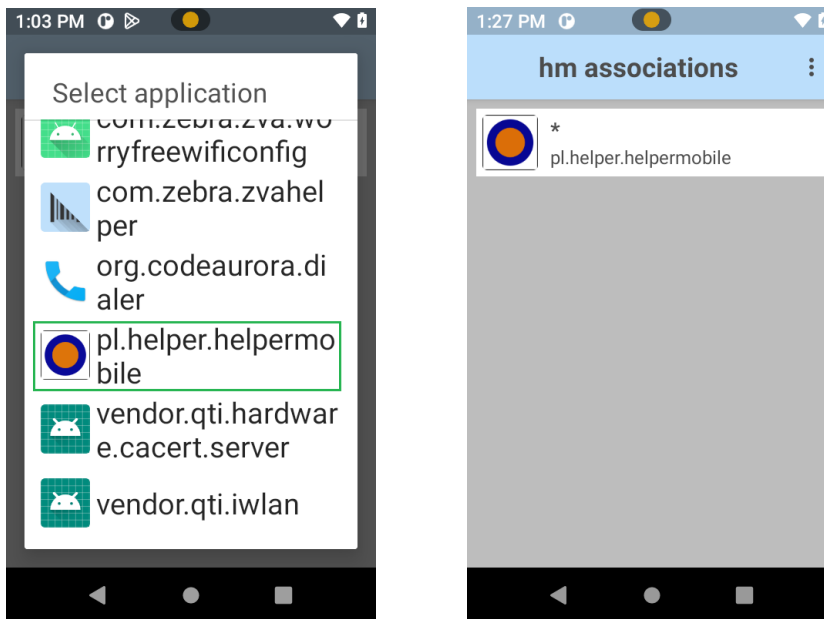 1:03 PM
Select application
com.zebra.zva.wo
rryfreewificonfig
com.zebra.zvahel
per
org.codeaurora.di
aler
pl.helper.helpermo
bile
vendor.qti.hardwar
e.cacert.server
vendor.qti.iwlan
1:27 PM
hm associations
*
pl.helper.helpermobile